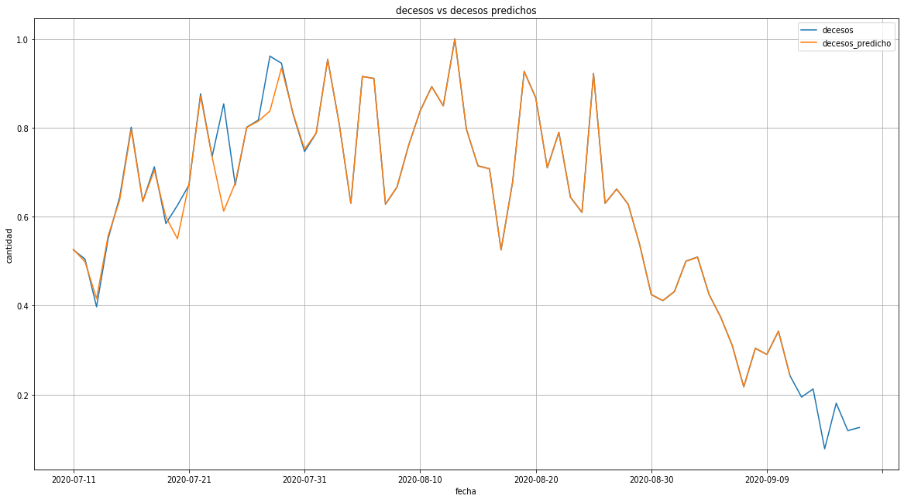 decesos vs decesos predichos
decesos
decesos_predicho
1.0
0.8
0.6
0.4
0.2
cantidad
2020-07-11
2020-07-21
2020-07-31
2020-08-10
2020-08-20
2020-08-30
2020-09-09
fecha